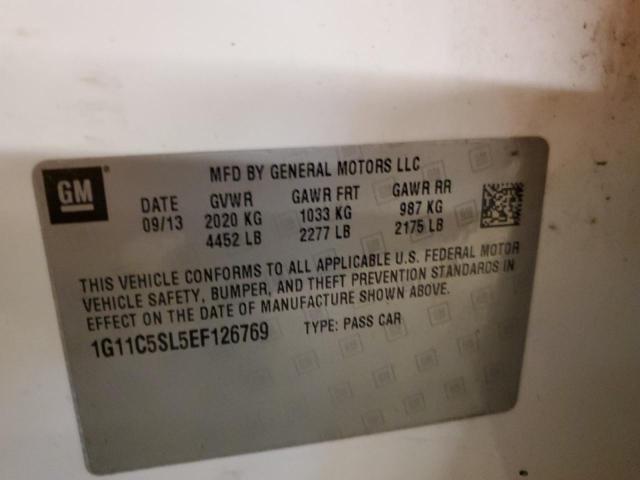 GM
MFD BY GENERAL MOTORS LLC
DATE GVWR GAWR FRT GAWR RR
09/13 2020 KG 1033 KG 987 KG
4452 LB 2277 LB 2175 LB
THIS VEHICLE CONFORMS TO ALL APPLICABLE U.S. FEDERAL MOTOR
VEHICLE SAFETY, BUMPER, AND THEFT PREVENTION STANDARDS IN
EFFECT ON THE DATE OF MANUFACTURE SHOWN ABOVE.
1G11C5SL5EF126769 TYPE: PASS CAR